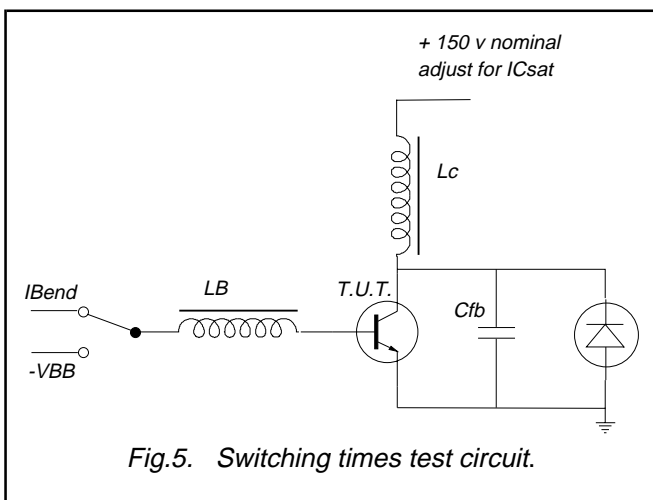 + 150 v nominal
adjust for ICsat
Lc
IBend
LB
T.U.T.
Cfb
-VBB
Fig.5. Switching times test circuit.